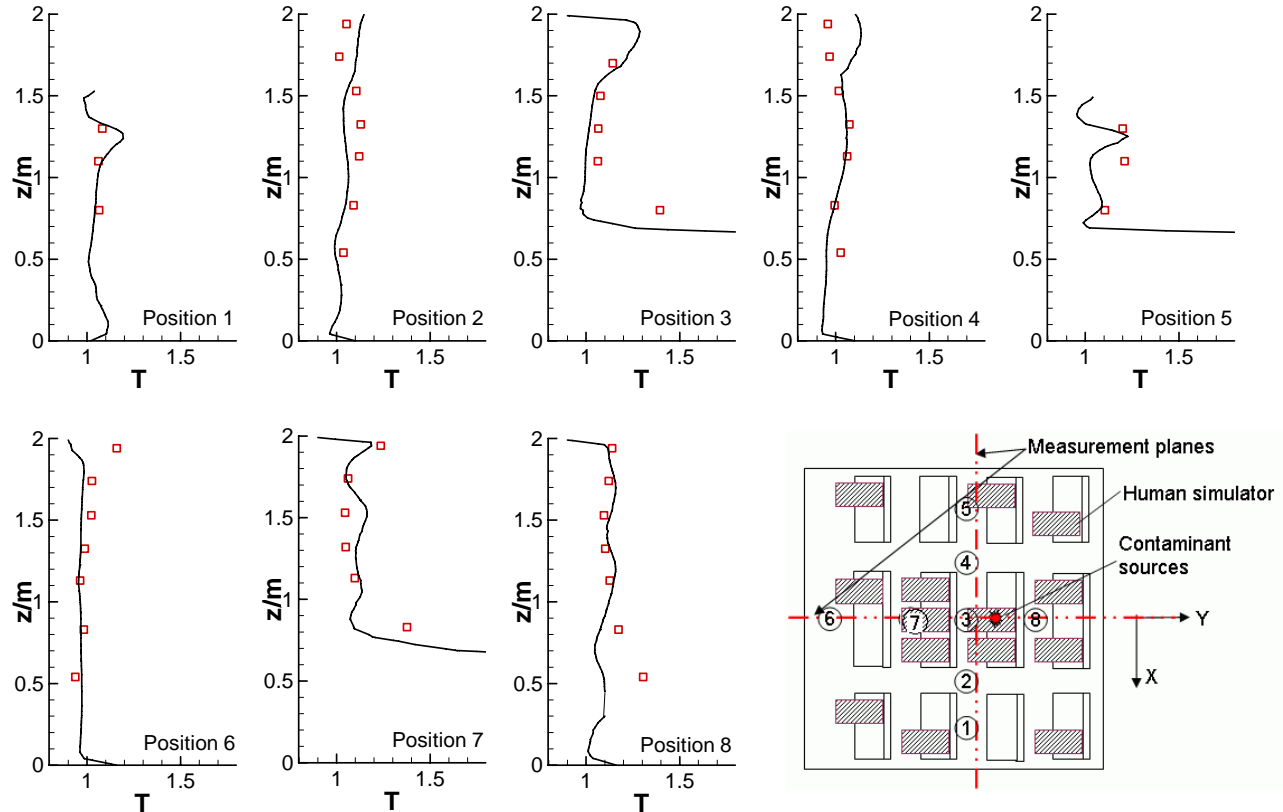 2
1.5
1
0.5
0
z/m
1
1.5
T
Position 1
2
1.5
1
0.5
0
z/m
1
1.5
T
Position 2
2
1.5
1
0.5
0
z/m
1
1.5
T
Position 3
2
1.5
1
0.5
0
z/m
1
1.5
T
Position 4
2
1.5
1
0.5
0
z/m
1
1.5
T
Position 5
2
1.5
1
0.5
0
z/m
1
1.5
T
Position 6
2
1.5
1
0.5
0
z/m
1
1.5
T
Position 7
2
1.5
1
0.5
0
z/m
1
1.5
T
Position 8
Measurement planes
Human simulator
Contaminant
sources
5
4
6
7
3
8
Y
2
X
1